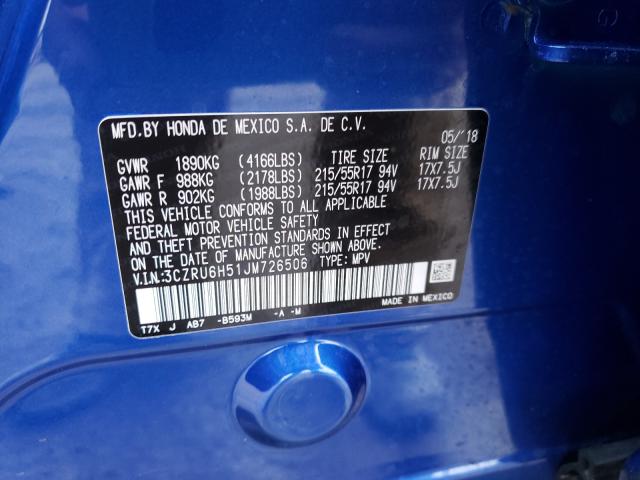 MFD.BY HONDA DE MEXICO S.A. DE C.V. 05/'18
GVWR 1890KG (4166LBS) TIRE SIZE RIM SIZE
GAWR F 988KG (2178LBS) 215/55R17 94V 17X7.5J
GAWR R 902KG (1988LBS) 215/55R17 94V 17X7.5J
THIS VEHICLE CONFORMS TO ALL APPLICABLE
FEDERAL MOTOR VEHICLE SAFETY
AND THEFT PREVENTION STANDARDS IN EFFECT
ON THE DATE OF MANUFACTURE SHOWN ABOVE.
V.I.N.:3CZRU6H51JM726506 TYPE: MPV
MADE IN MEXICO
T7X J AB7 -B593M -A -M